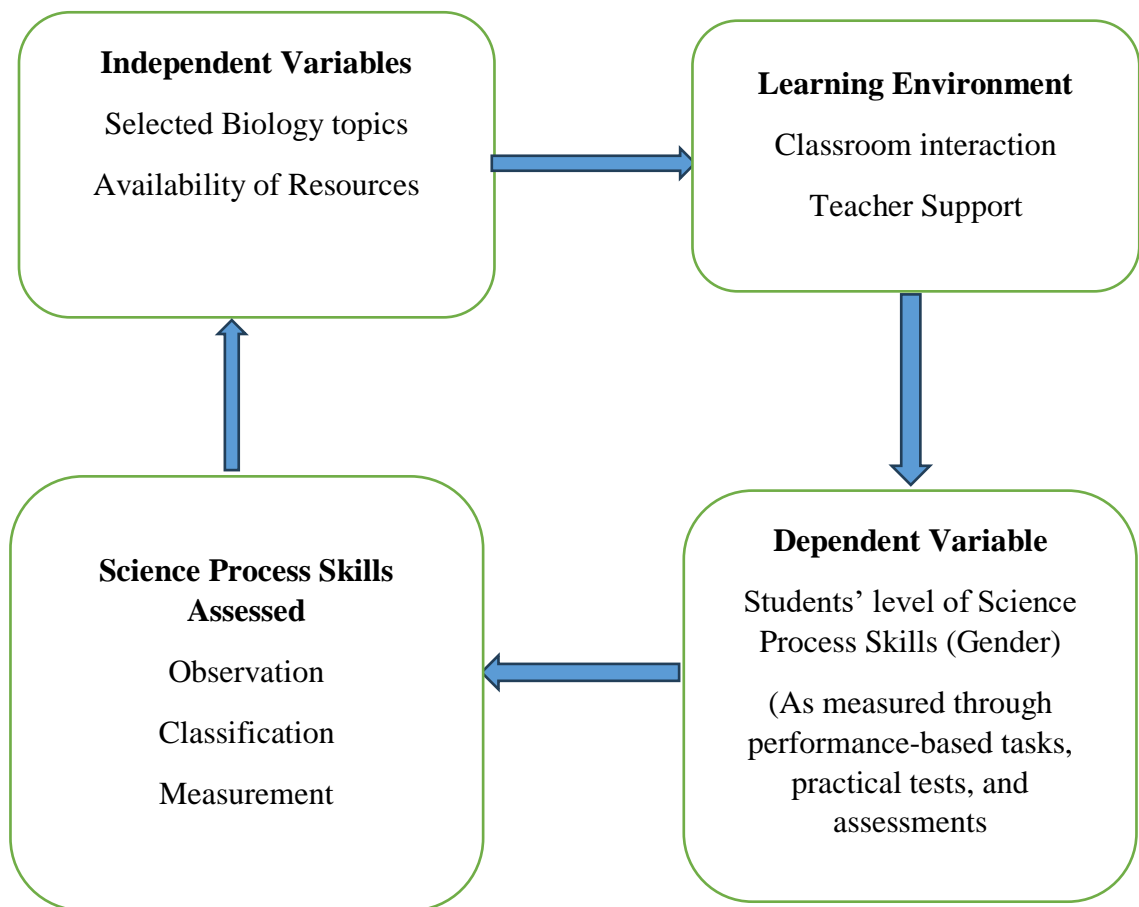 Independent Variables
Selected Biology topics
Availability of Resources
Learning Environment
Classroom interaction
Teacher Support
Science Process Skills
Assessed
Observation
Classification
Measurement
Dependent Variable
Students’ level of Science
Process Skills (Gender)
(As measured through
performance-based tasks,
practical tests, and
assessments